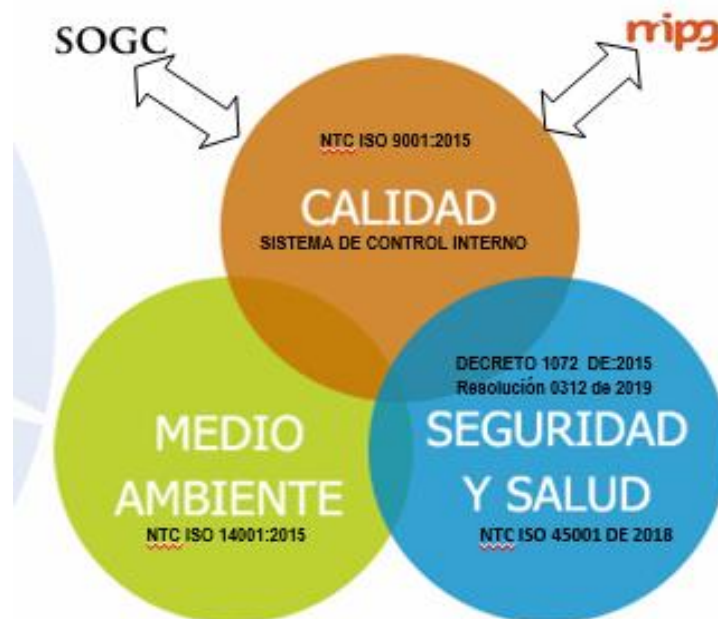 SOGC
mipg
NTC ISO 9001:2015
CALIDAD
SISTEMA DE CONTROL INTERNO
DECRETO 1072 DE:2015
Resolución 0312 de 2019
MEDIO
AMBIENTE
NTC ISO 14001:2015
SEGURIDAD
Y SALUD
NTC ISO 45001 DE 2018